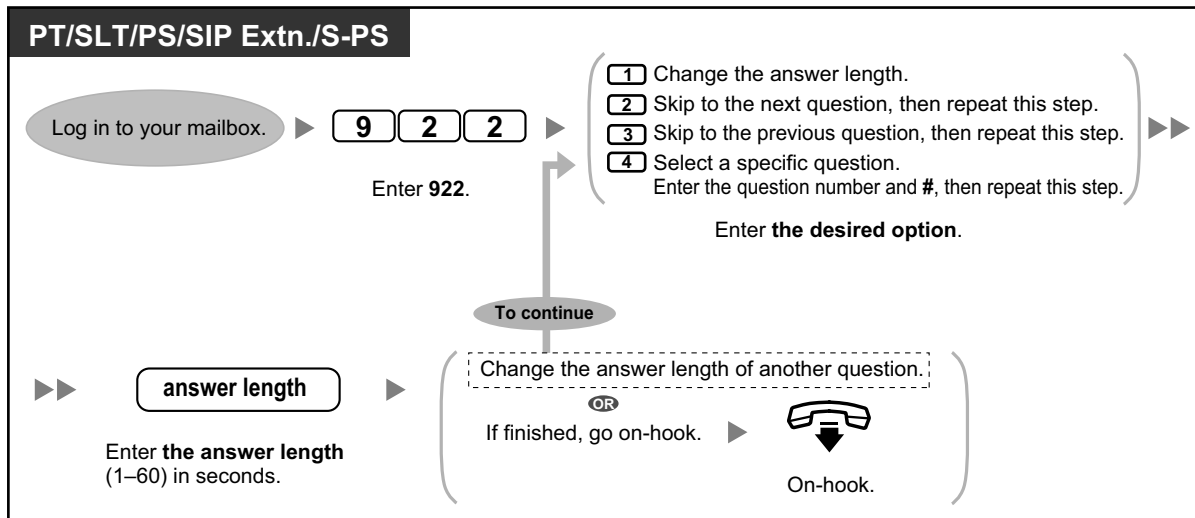 PT/SLT/PS/SIP Extn./S-PS
Log in to your mailbox.
9 2 2
Enter 922.
1 Change the answer length.
2 Skip to the next question, then repeat this step.
3 Skip to the previous question, then repeat this step.
4 Select a specific question.
Enter the question number and #, then repeat this step.
Enter the desired option.
To continue
answer length
Enter the answer length
(1–60) in seconds.
Change the answer length of another question.
OR
If finished, go on-hook.
On-hook.